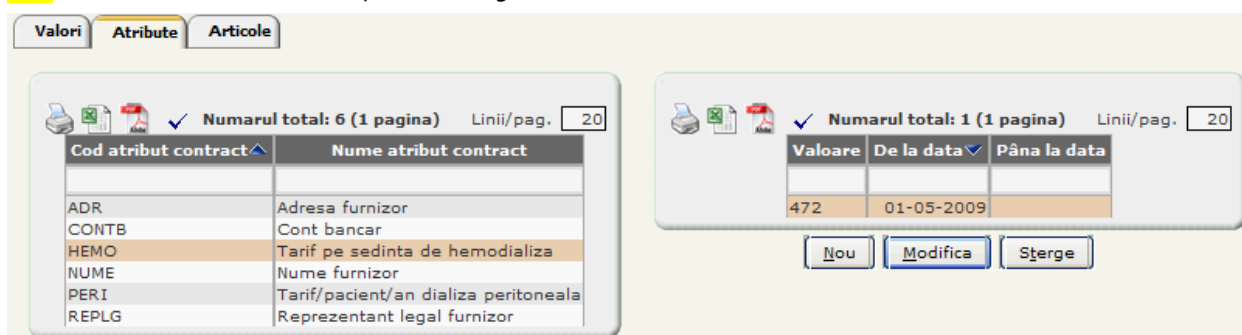 Valori Atribute Articole
Numarul total: 6 (1 pagina) Linii/pag. 20
Cod atribut contract Nume atribut contract
ADR Adresa furnizor
CONTB Cont bancar
HEMO Tarif pe sedinta de hemodializa
NUME Nume furnizor
PERI Tarif/pacient/an dializa peritoneala
REPLG Reprezentant legal furnizor
Numarul total: 1 (1 pagina) Linii/pag. 20
Valoare De la data Pâna la data
472 01-05-2009
Nou Modifica Sterge